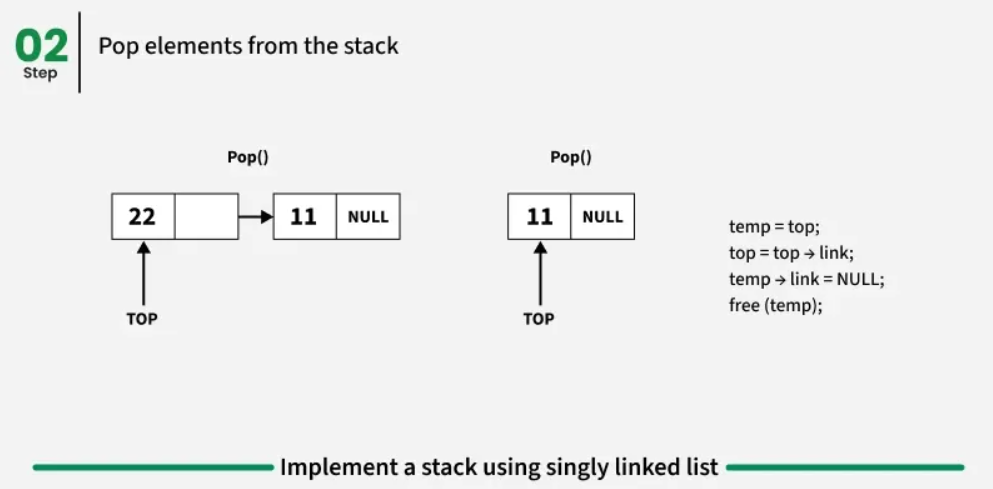 02
Step
Pop elements from the stack
Pop()
22
11
NULL
TOP
Pop()
11
NULL
TOP
temp = top;
top = top → link;
temp → link = NULL;
free (temp);
Implement a stack using singly linked list